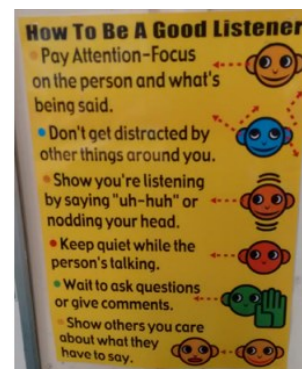 How To Be A Good Listener
• Pay Attention-Focus
on the person and what's
being said.
• Don't get distracted by
other things around you.
• Show you're listening
by saying "uh-huh" or
nodding your head.
• Keep quiet while the
person's talking.
• Wait to ask questions
or give comments.
• Show others you care
about what they
have to say.